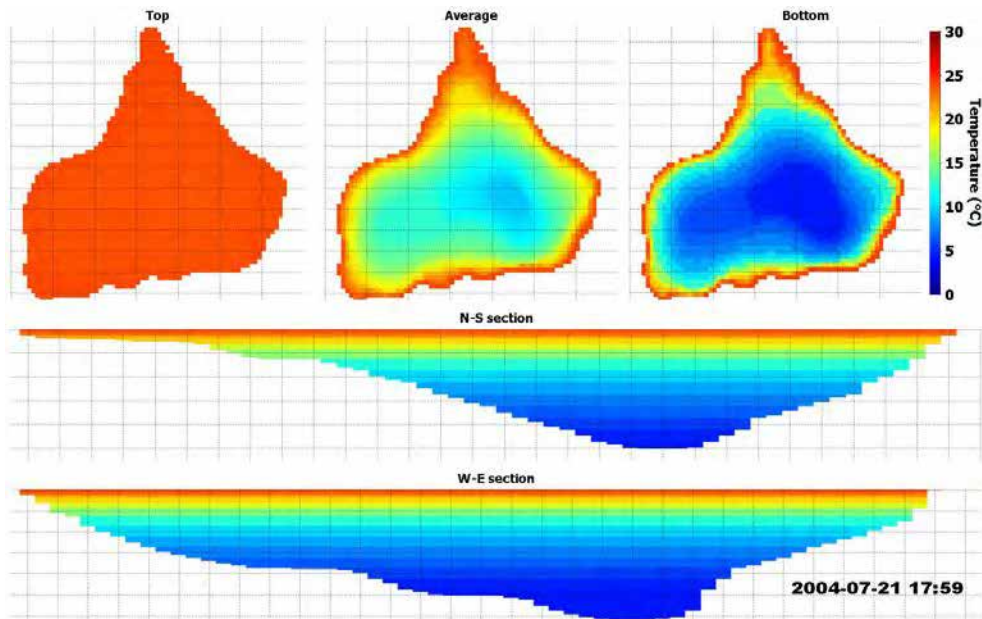 Top
Average
Bottom
30
25
20
15
10
5
0
Temperature (°C)
N-S section
W-E section
2004-07-21 17:59